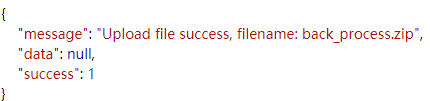 {
"message": "Upload file success, filename: back_process.zip",
"data": null,
"success": 1
}